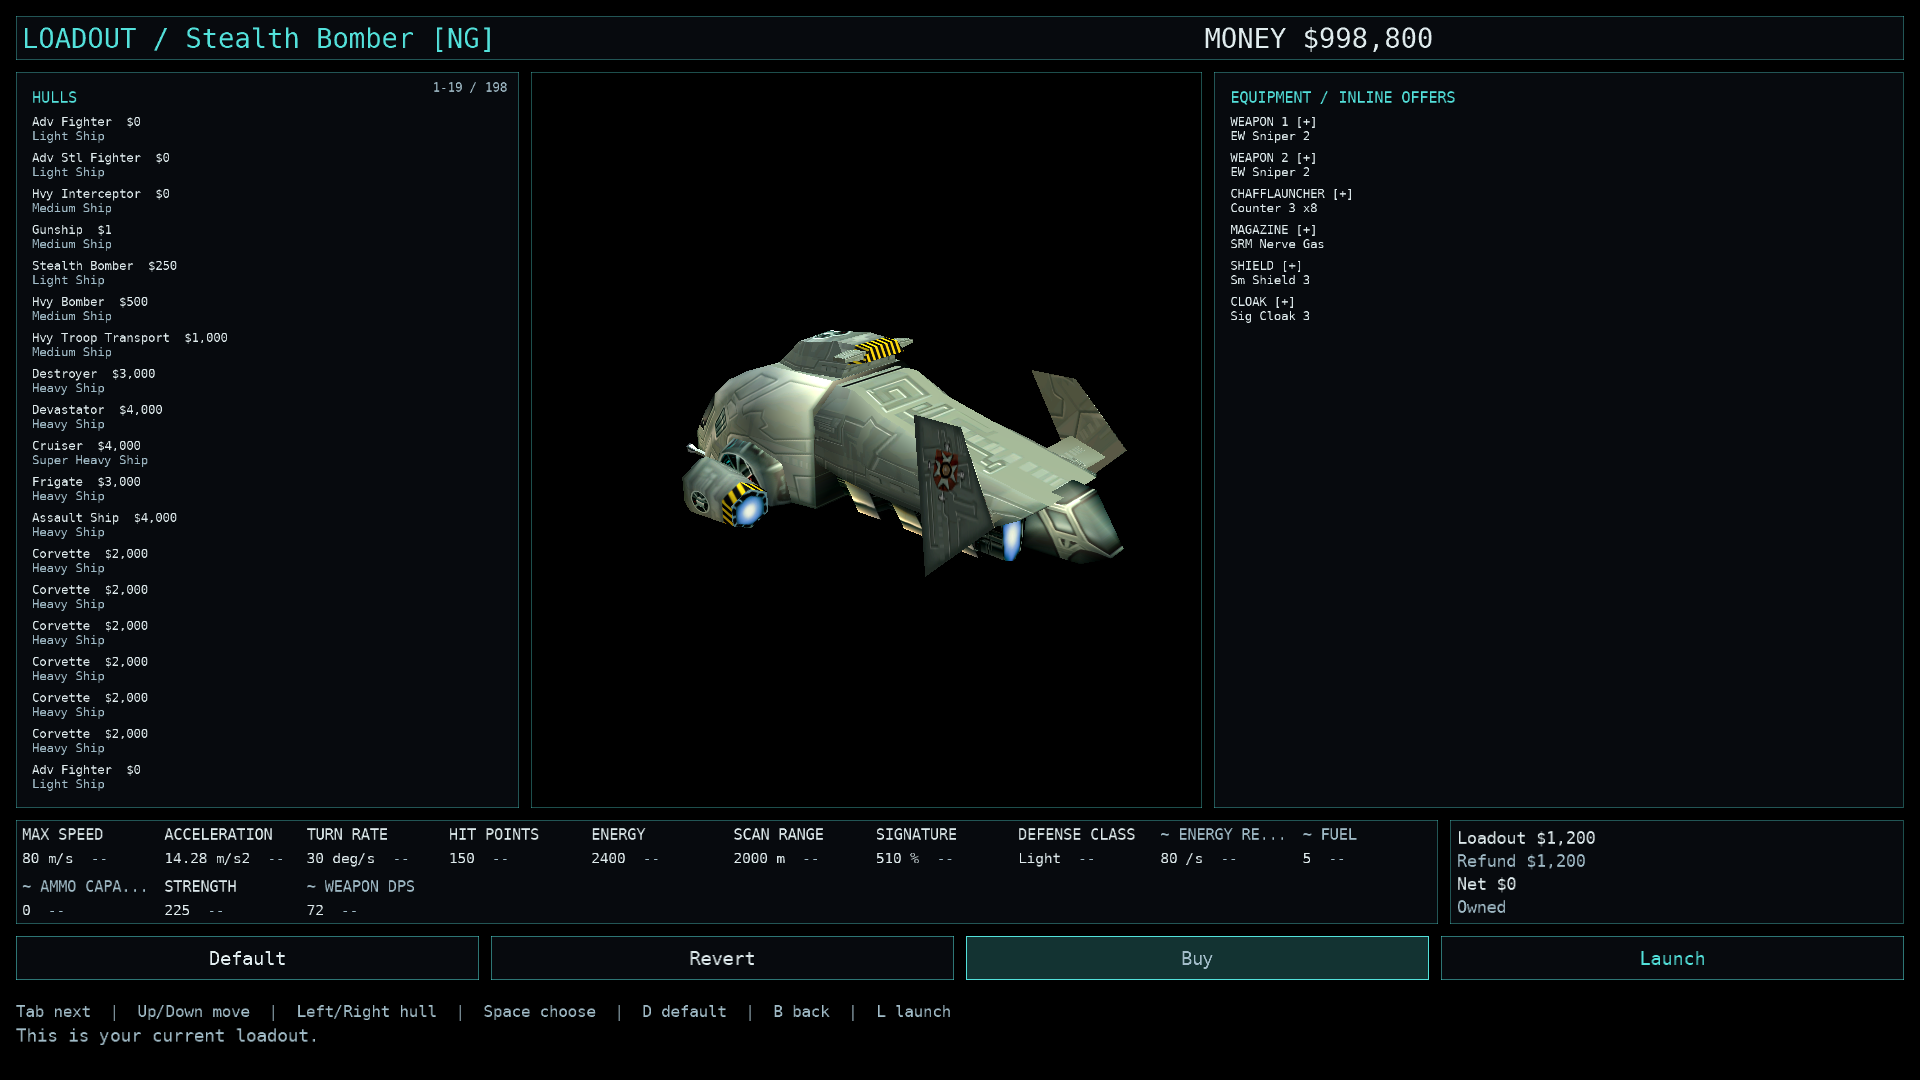 LOADOUT / Stealth Bomber [NG]
MONEY $998,800
HULLS
1-19 / 198
Adv Fighter  $0
Light Ship
Adv Stl Fighter  $0
Light Ship
Hvy Interceptor  $0
Medium Ship
Gunship  $1
Medium Ship
Stealth Bomber  $250
Light Ship
Hvy Bomber  $500
Medium Ship
Hvy Troop Transport  $1,000
Medium Ship
Destroyer  $3,000
Heavy Ship
Devastator  $4,000
Heavy Ship
Cruiser  $4,000
Super Heavy Ship
Frigate  $3,000
Heavy Ship
Assault Ship  $4,000
Heavy Ship
Corvette  $2,000
Heavy Ship
Corvette  $2,000
Heavy Ship
Corvette  $2,000
Heavy Ship
Corvette  $2,000
Heavy Ship
Corvette  $2,000
Heavy Ship
Corvette  $2,000
Heavy Ship
Adv Fighter  $0
Light Ship
EQUIPMENT / INLINE OFFERS
WEAPON 1 [+]
EW Sniper 2
WEAPON 2 [+]
EW Sniper 2
CHAFFLAUNCHER [+]
Counter 3 x8
MAGAZINE [+]
SRM Nerve Gas
SHIELD [+]
Sm Shield 3
CLOAK [+]
Sig Cloak 3
MAX SPEED  ACCELERATION  TURN RATE  HIT POINTS  ENERGY  SCAN RANGE  SIGNATURE  DEFENSE CLASS  ~ ENERGY RE...  ~ FUEL
80 m/s  --  14.28 m/s2  --  30 deg/s  --  150  --  2400  --  2000 m  --  510 %  --  Light  --  80 /s  --  5  --
~ AMMO CAPA...  STRENGTH  ~ WEAPON DPS
0  --  225  --  72  --
Loadout $1,200
Refund $1,200
Net $0
Owned
Default  Revert  Buy  Launch
Tab next  |  Up/Down move  |  Left/Right hull  |  Space choose  |  D default  |  B back  |  L launch
This is your current loadout.